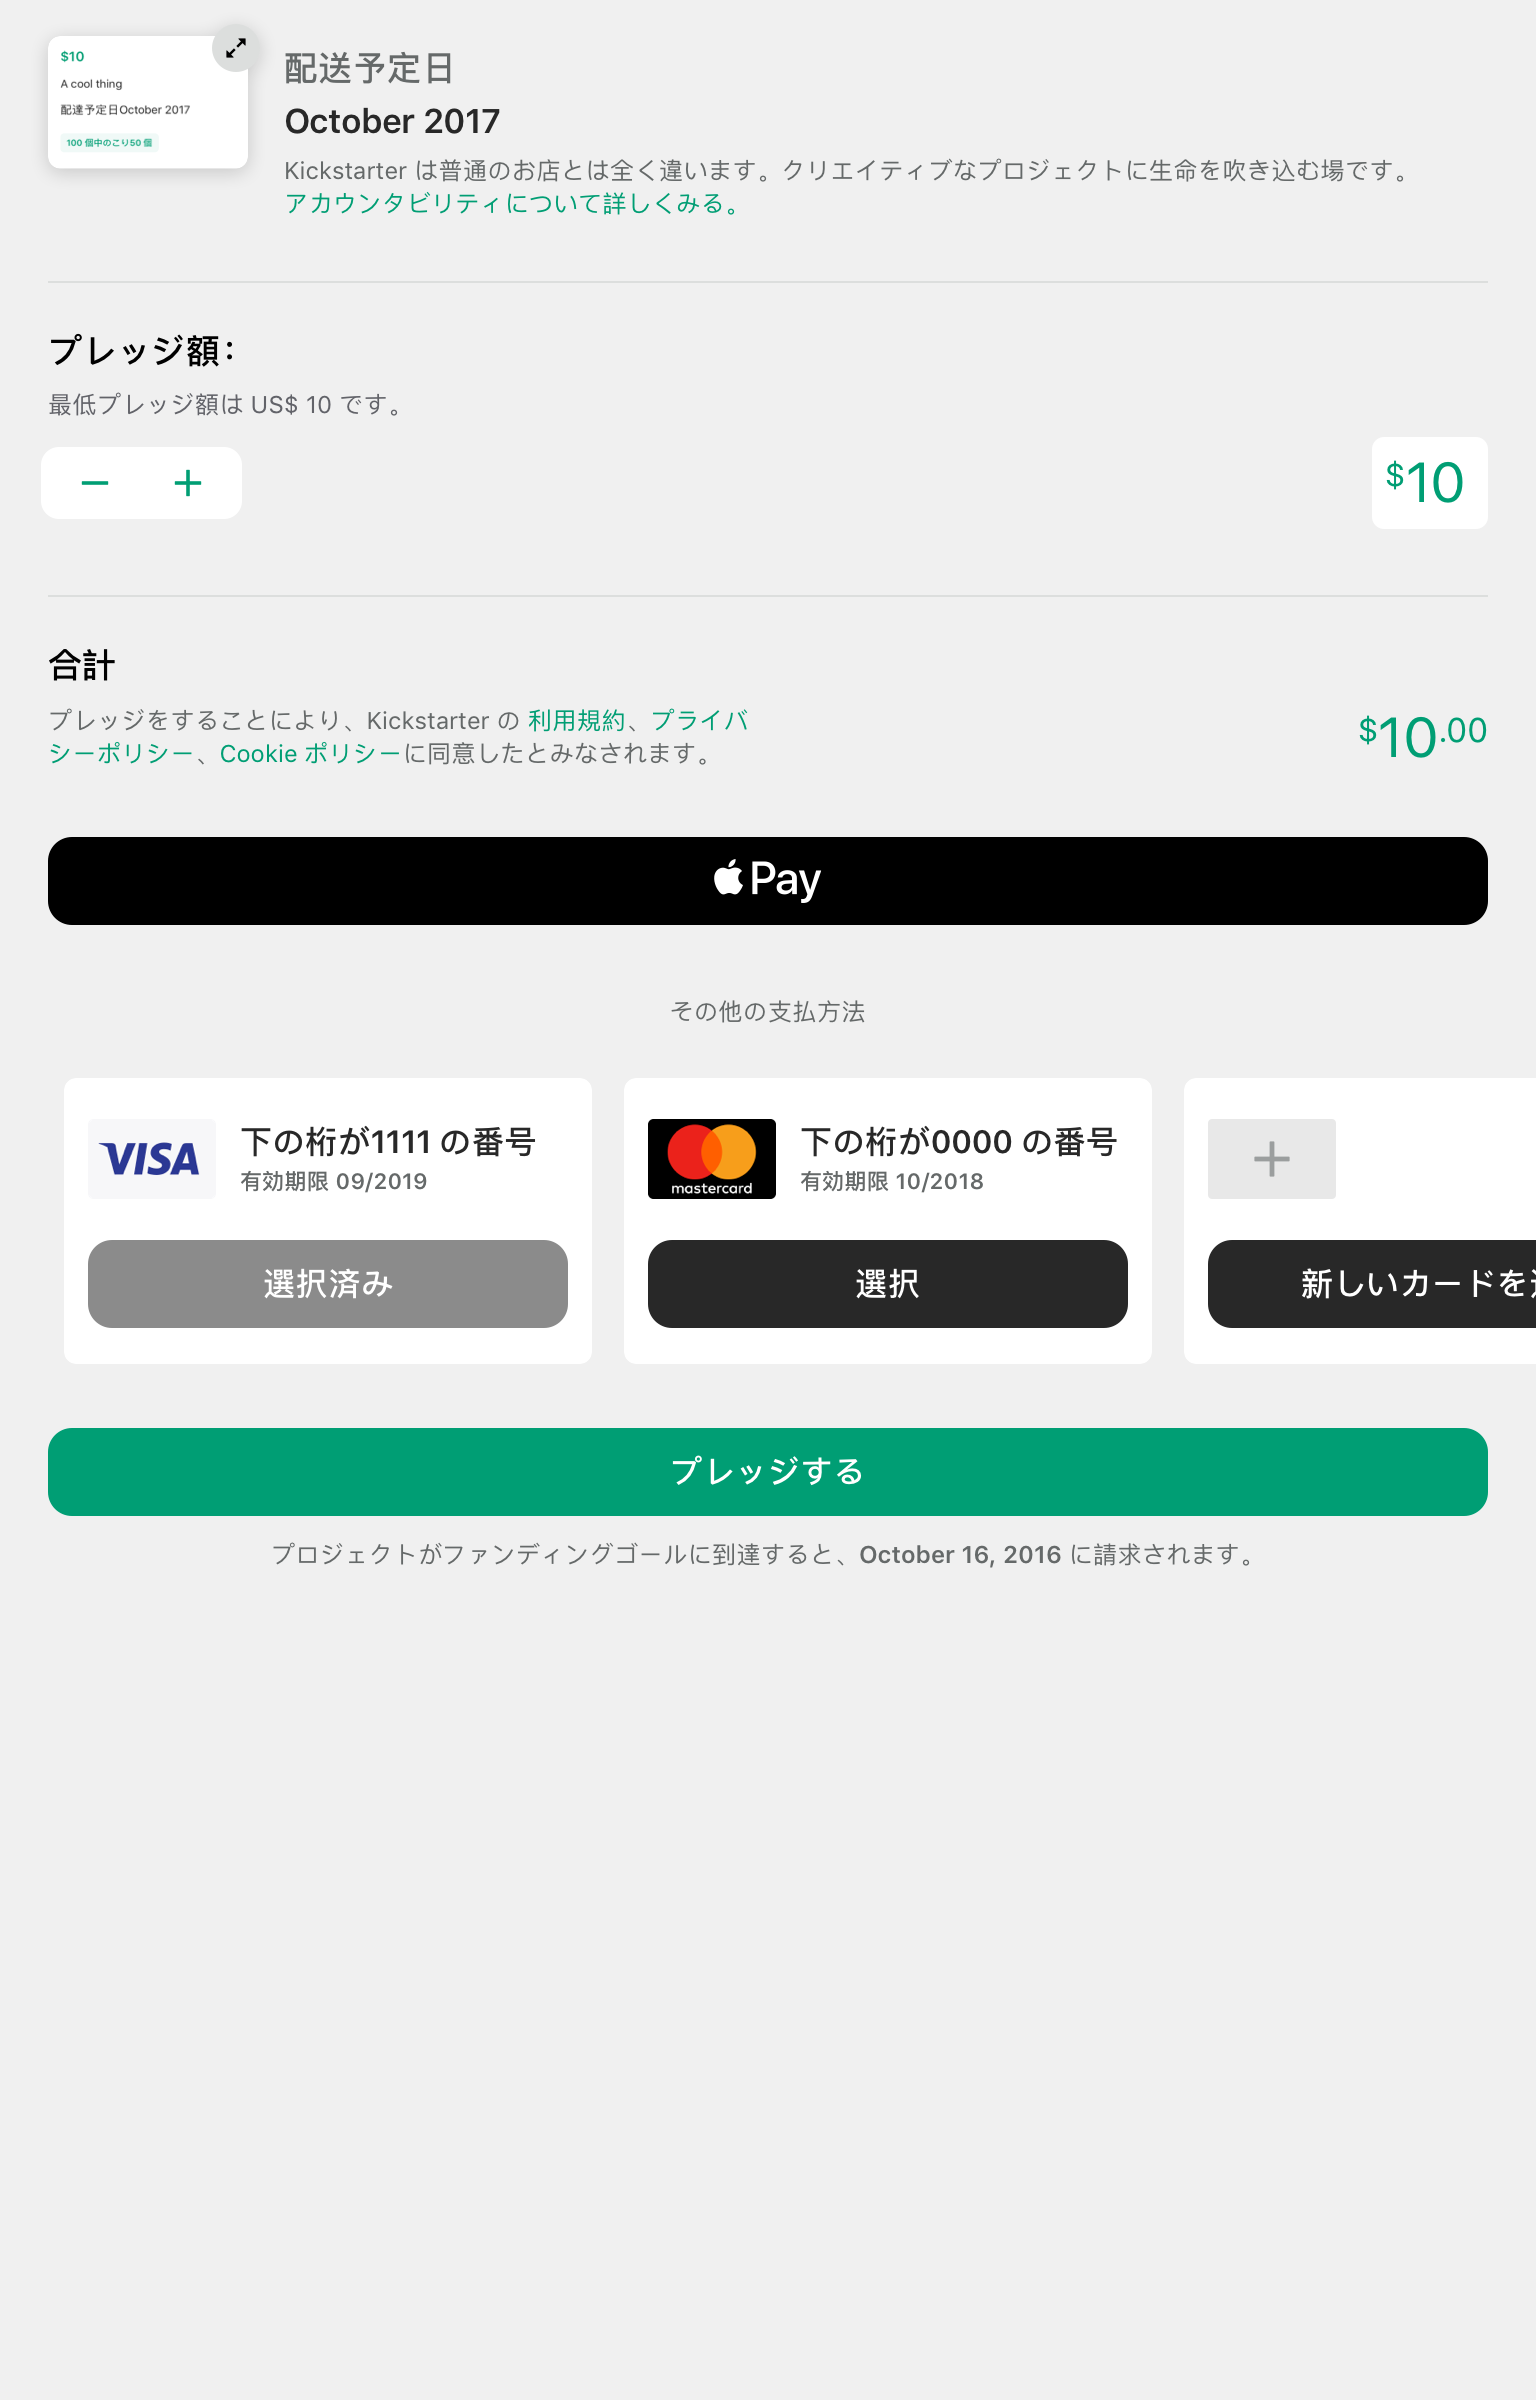 $10
A cool thing
配達予定日October 2017
100 個中のこり50 個
配送予定日
October 2017
Kickstarter は普通のお店とは全く違います。クリエイティブなプロジェクトに生命を吹き込む場です。
アカウンタビリティについて詳しくみる。
プレッジ額：
最低プレッジ額は US$ 10 です。
$10
合計
プレッジをすることにより、Kickstarter の 利用規約、プライバ
シーポリシー、Cookie ポリシーに同意したとみなされます。
$10.00
Pay
その他の支払方法
VISA
下の桁が1111 の番号
有効期限 09/2019
選択済み
mastercard
下の桁が0000 の番号
有効期限 10/2018
選択
新しいカードを
プレッジする
プロジェクトがファンディングゴールに到達すると、October 16, 2016 に請求されます。